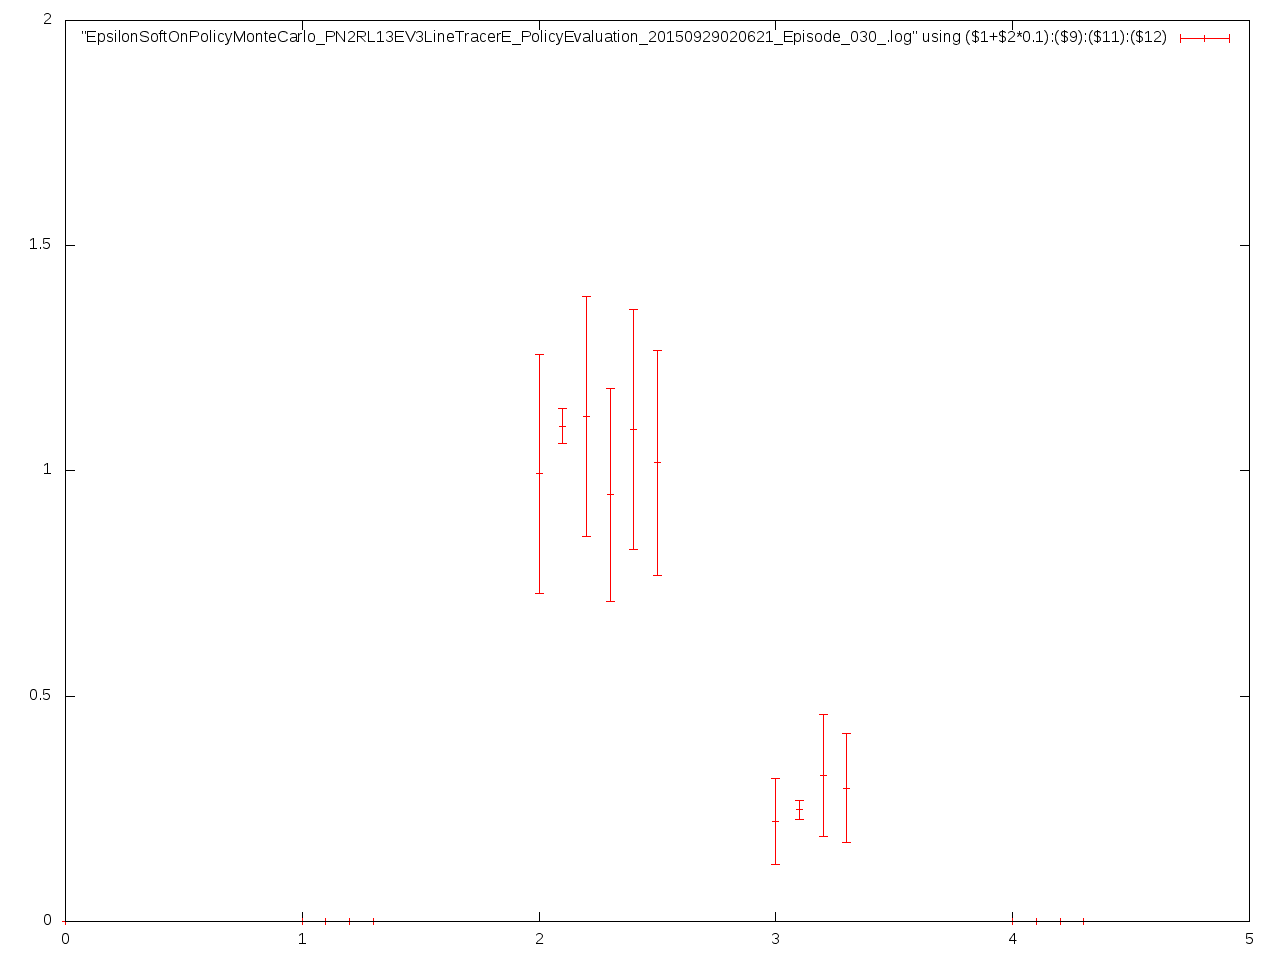 2
"EpsilonSoftOnPolicyMonteCarlo_PN2RL13EV3LineTracerE_PolicyEvaluation_20150929020621_Episode_030_.log" using ($1+$2*0.1):($9):($11):($12)
1.5
1
0.5
0
0 1 2 3 4 5